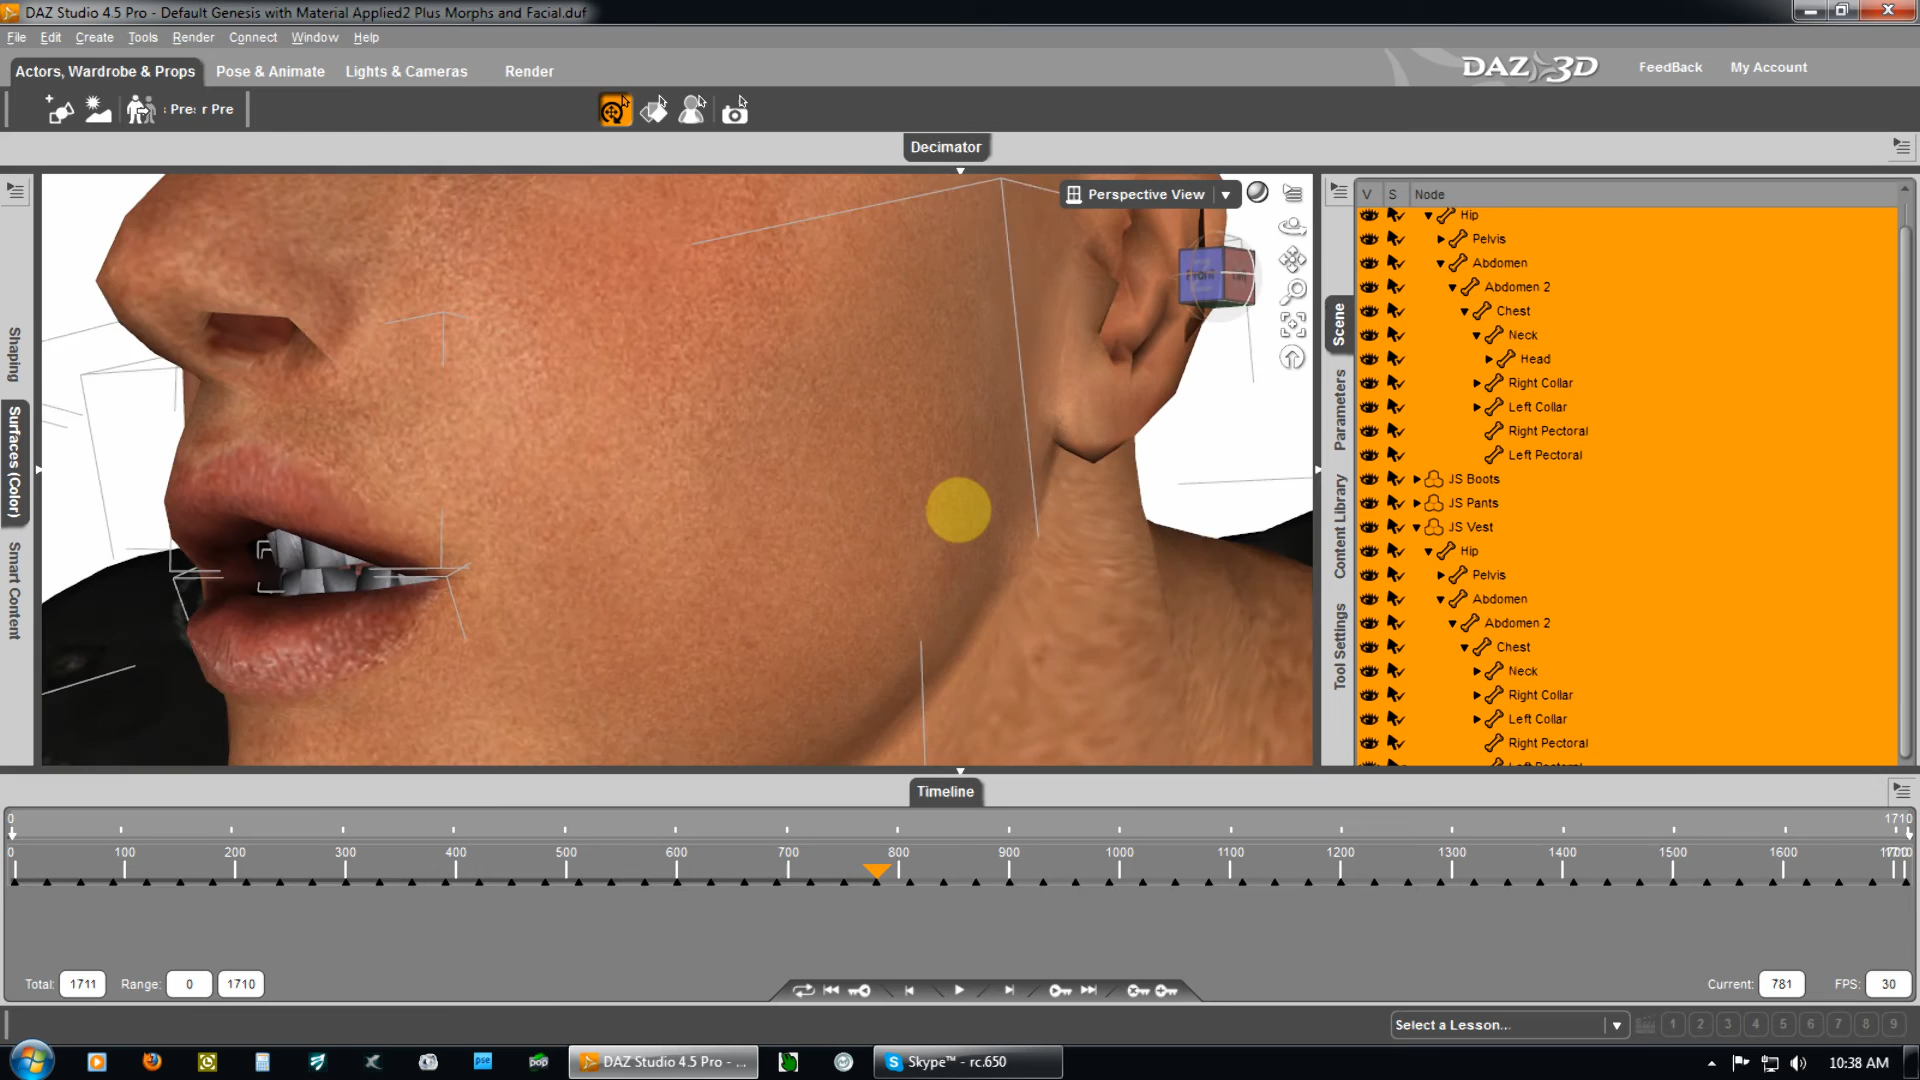 DAZ Studio 4.5 Pro - Default Genesis with Material Applied2 Plus Morphs and Facial.duf
File Edit Create Tools Render Connect Window Help
Actors, Wardrobe & Props Pose & Animate Lights & Cameras Render
DAZ 3D FeedBack My Account
: Pre: r Pre
Decimator
Perspective View
Front
V S Node
Hip
Pelvis
Abdomen
Abdomen 2
Chest
Neck
Head
Right Collar
Left Collar
Right Pectoral
Left Pectoral
JS Boots
JS Pants
JS Vest
Hip
Pelvis
Abdomen
Abdomen 2
Chest
Neck
Right Collar
Left Collar
Right Pectoral
Left Pectoral
Shaping
Surfaces (Color)
Smart Content
Scene
Parameters
Content Library
Tool Settings
Timeline
0 1710
0 100 200 300 400 500 600 700 800 900 1000 1100 1200 1300 1400 1500 1600
Total: 1711 Range: 0 1710
Current: 781 FPS: 30
Select a Lesson... 1 2 3 4 5 6 7 8 9
pse pop DAZ Studio 4.5 Pro - ... Skype™ - rc.650 10:38 AM